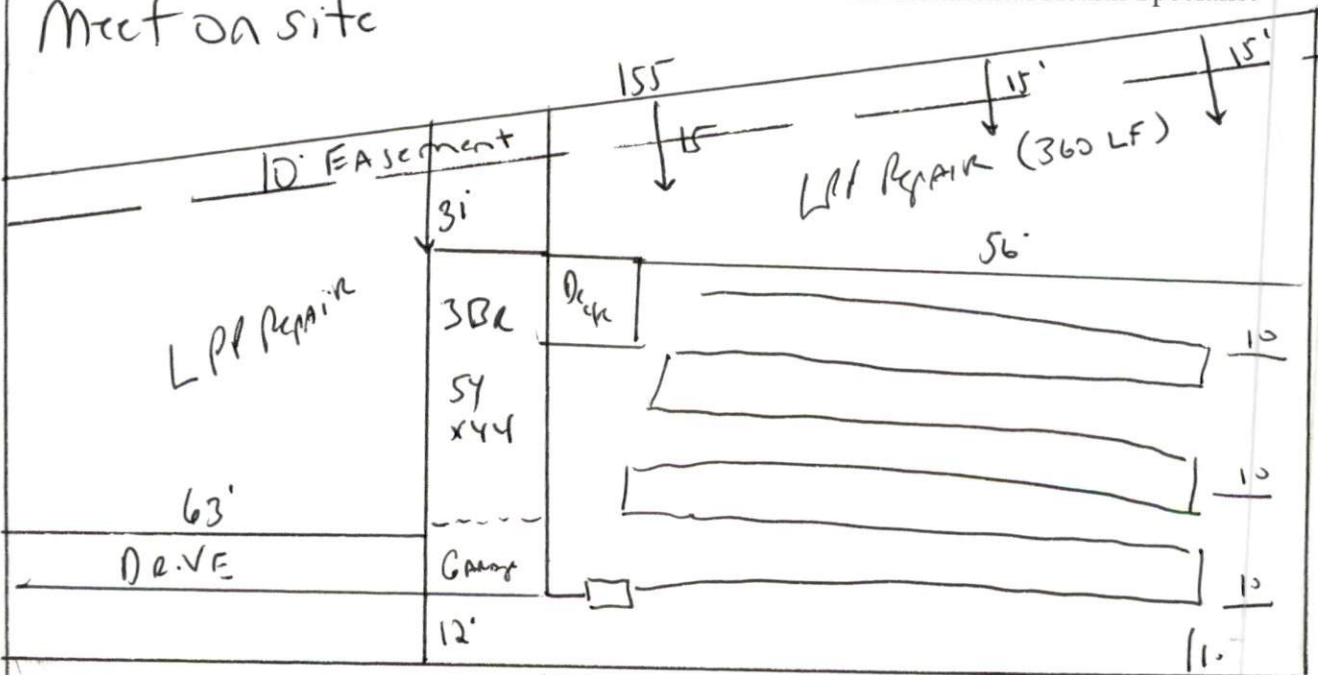 Meet on site
155
15'
15'
15
10' Easement
31
LPP Repair (360 LF)
56'
Deck
3BR
10
LPP Repair
54
x44
10
63'
DRIVE
Garage
10
12'